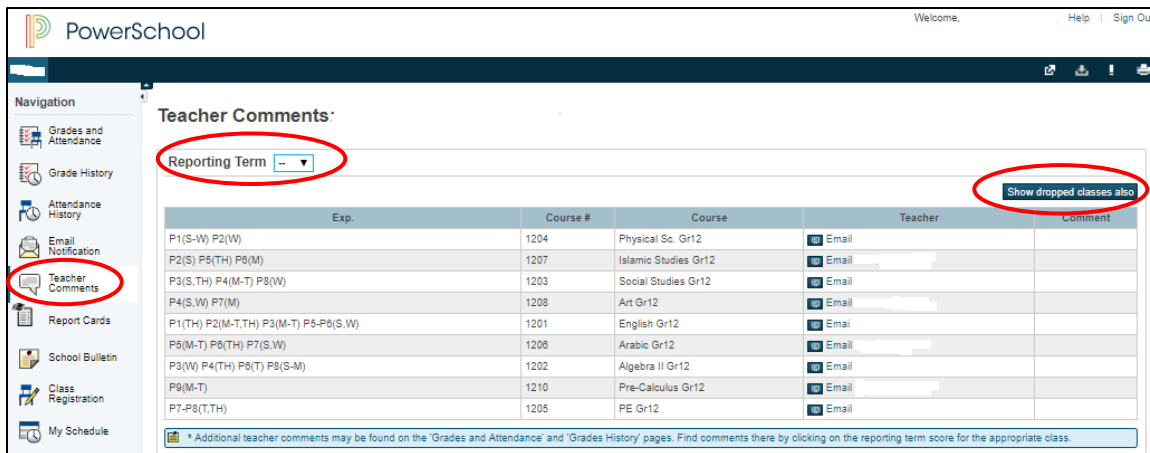 PowerSchool
Welcome, Help | Sign Ou
Navigation
Grades and Attendance
Grade History
Attendance History
Email Notification
Teacher Comments
Report Cards
School Bulletin
Class Registration
My Schedule
Teacher Comments:
Reporting Term --
Show dropped classes also
Exp. Course # Course Teacher Comment
P1(S-W) P2(W) 1204 Physical Sc. Gr12 Email
P2(S) P5(TH) P6(M) 1207 Islamic Studies Gr12 Email
P3(S,TH) P4(M-T) P8(W) 1203 Social Studies Gr12 Email
P4(S,W) P7(M) 1208 Art Gr12 Email
P1(TH) P2(M-T,TH) P3(M-T) P5-P6(S,W) 1201 English Gr12 Emai
P5(M-T) P6(TH) P7(S,W) 1206 Arabic Gr12 Email
P3(W) P4(TH) P6(T) P8(S-M) 1202 Algebra II Gr12 Email
P9(M-T) 1210 Pre-Calculus Gr12 Email
P7-P8(T,TH) 1205 PE Gr12 Email
* Additional teacher comments may be found on the 'Grades and Attendance' and 'Grades History' pages. Find comments there by clicking on the reporting term score for the appropriate class.